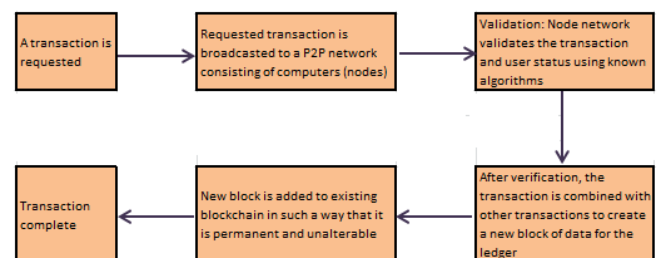 A transaction is
requested
Requested transaction is
broadcasted to a P2P network
consisting of computers (nodes)
Validation: Node network
validates the transaction
and user status using known
algorithms
After verification, the
transaction is combined with
other transactions to create
a new block of data for the
ledger
New block is added to existing
blockchain in such a way that it
is permanent and unalterable
Transaction
complete